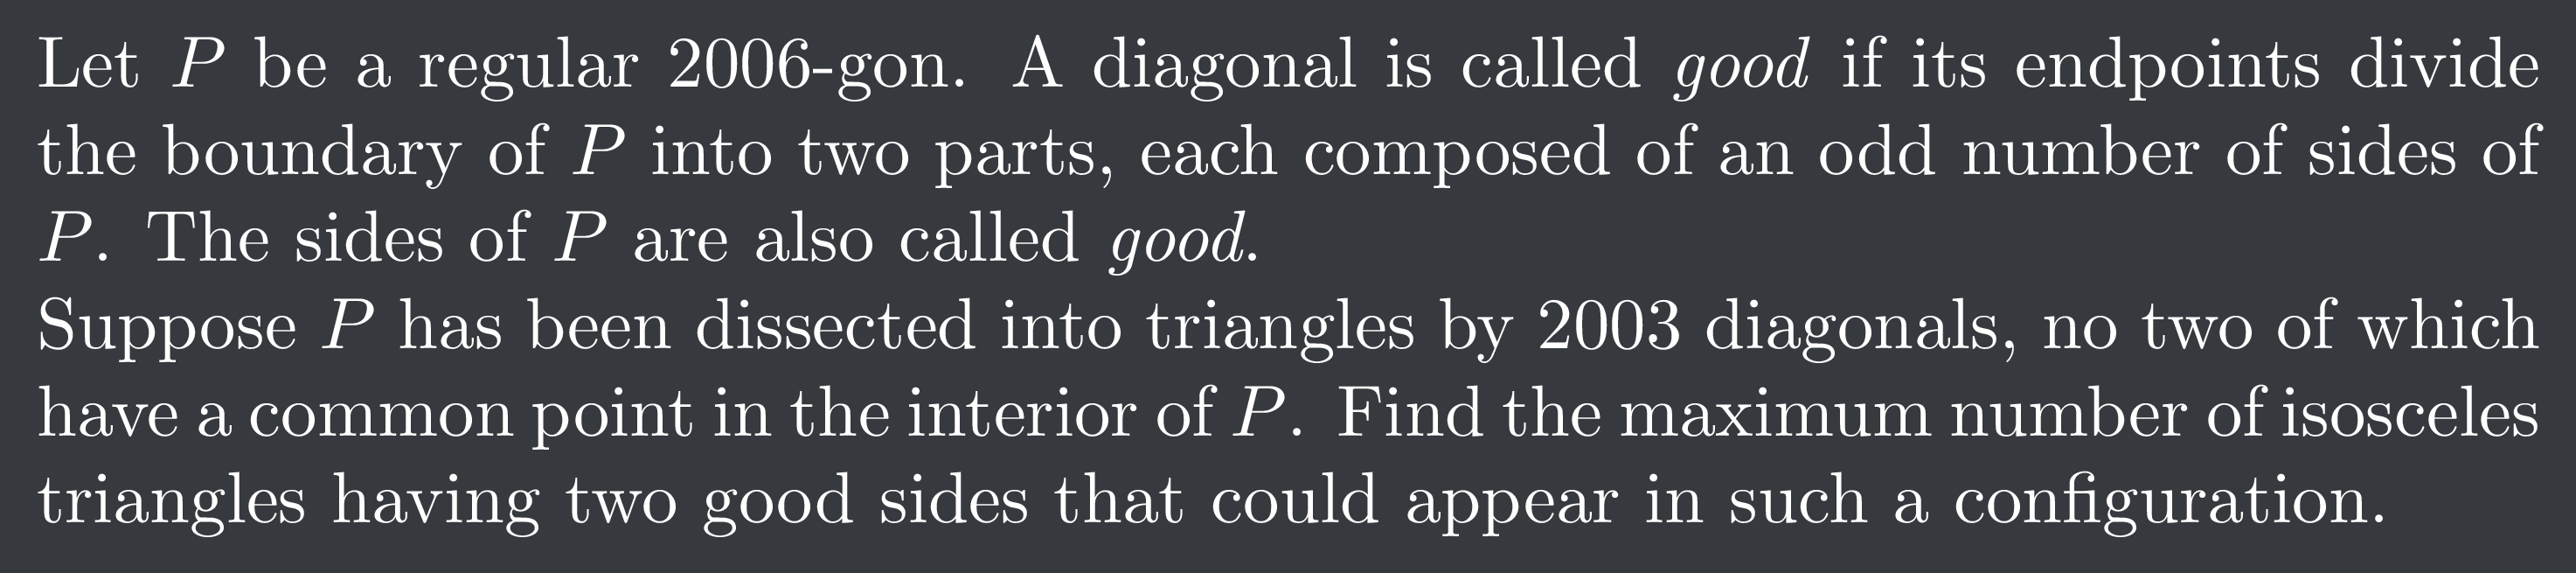 Let P be a regular 2006-gon. A diagonal is called good if its endpoints divide
the boundary of P into two parts, each composed of an odd number of sides of
P. The sides of P are also called good.
Suppose P has been dissected into triangles by 2003 diagonals, no two of which
have a common point in the interior of P. Find the maximum number of isosceles
triangles having two good sides that could appear in such a configuration.